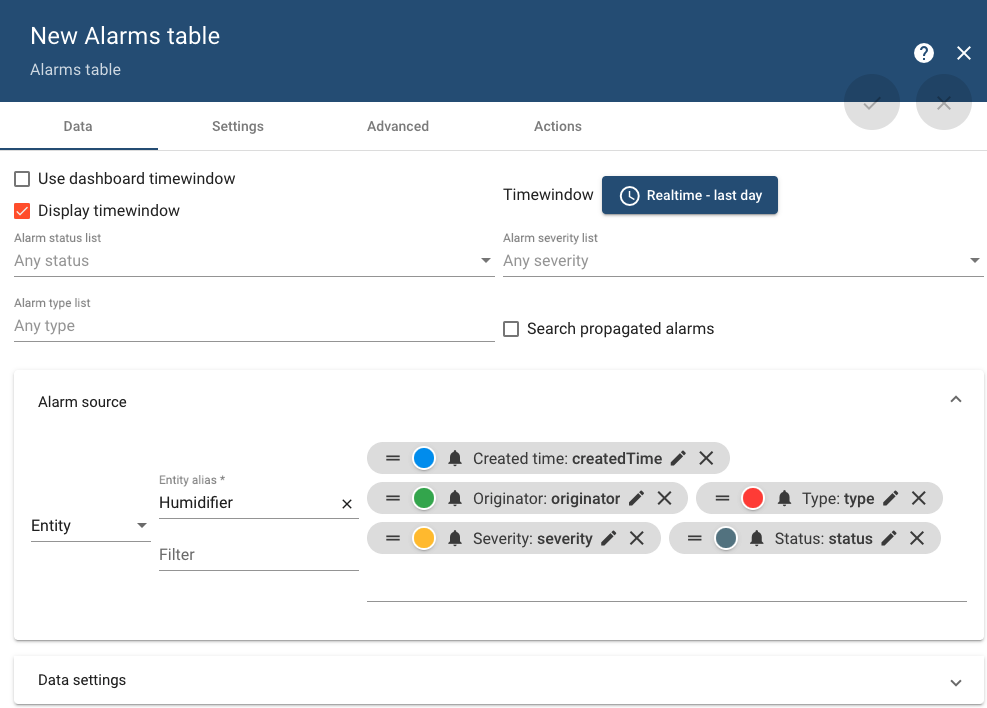 New Alarms table
Alarms table
?
Data Settings Advanced Actions
Use dashboard timewindow
Timewindow Realtime - last day
Display timewindow
Alarm status list Alarm severity list
Any status Any severity
Alarm type list
Any type
Search propagated alarms
Alarm source
Created time: createdTime
Entity alias *
Humidifier
Originator: originator Type: type
Entity
Severity: severity Status: status
Filter
Data settings